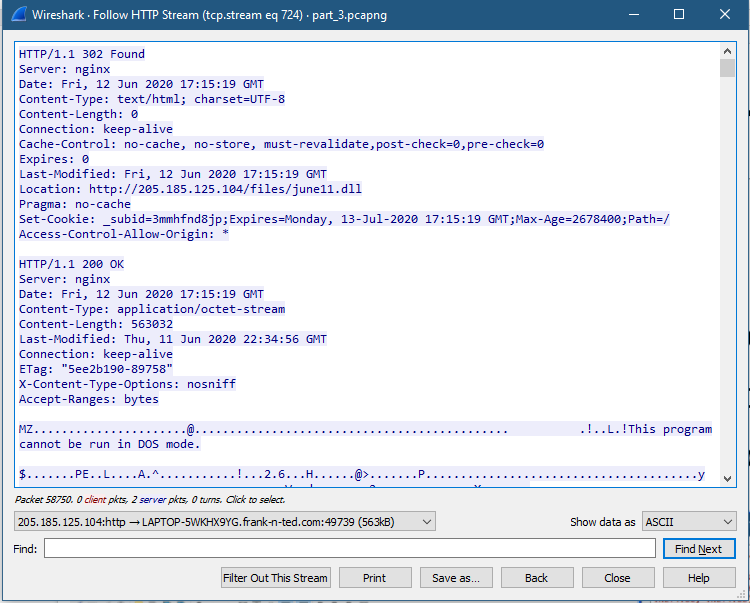 Wireshark · Follow HTTP Stream (tcp.stream eq 724) · part_3.pcapng
HTTP/1.1 302 Found
Server: nginx
Date: Fri, 12 Jun 2020 17:15:19 GMT
Content-Type: text/html; charset=UTF-8
Content-Length: 0
Connection: keep-alive
Cache-Control: no-cache, no-store, must-revalidate,post-check=0,pre-check=0
Expires: 0
Last-Modified: Fri, 12 Jun 2020 17:15:19 GMT
Location: http://205.185.125.104/files/june11.dll
Pragma: no-cache
Set-Cookie: _subid=3mmhfnd8jp;Expires=Monday, 13-Jul-2020 17:15:19 GMT;Max-Age=2678400;Path=/
Access-Control-Allow-Origin: *
HTTP/1.1 200 OK
Server: nginx
Date: Fri, 12 Jun 2020 17:15:19 GMT
Content-Type: application/octet-stream
Content-Length: 563032
Last-Modified: Thu, 11 Jun 2020 22:34:56 GMT
Connection: keep-alive
ETag: "5ee2b190-89758"
X-Content-Type-Options: nosniff
Accept-Ranges: bytes
MZ......................@............................................. .!..L.!This program
cannot be run in DOS mode.
$.......PE..L....A.^...........!...2.6...H......@>.......P.......................................y
Packet 58750. 0 client pkts, 2 server pkts, 0 turns. Click to select.
205.185.125.104:http → LAPTOP-5WKHX9YG.frank-n-ted.com:49739 (563kB) Show data as ASCII
Find: Find Next
Filter Out This Stream Print Save as... Back Close Help